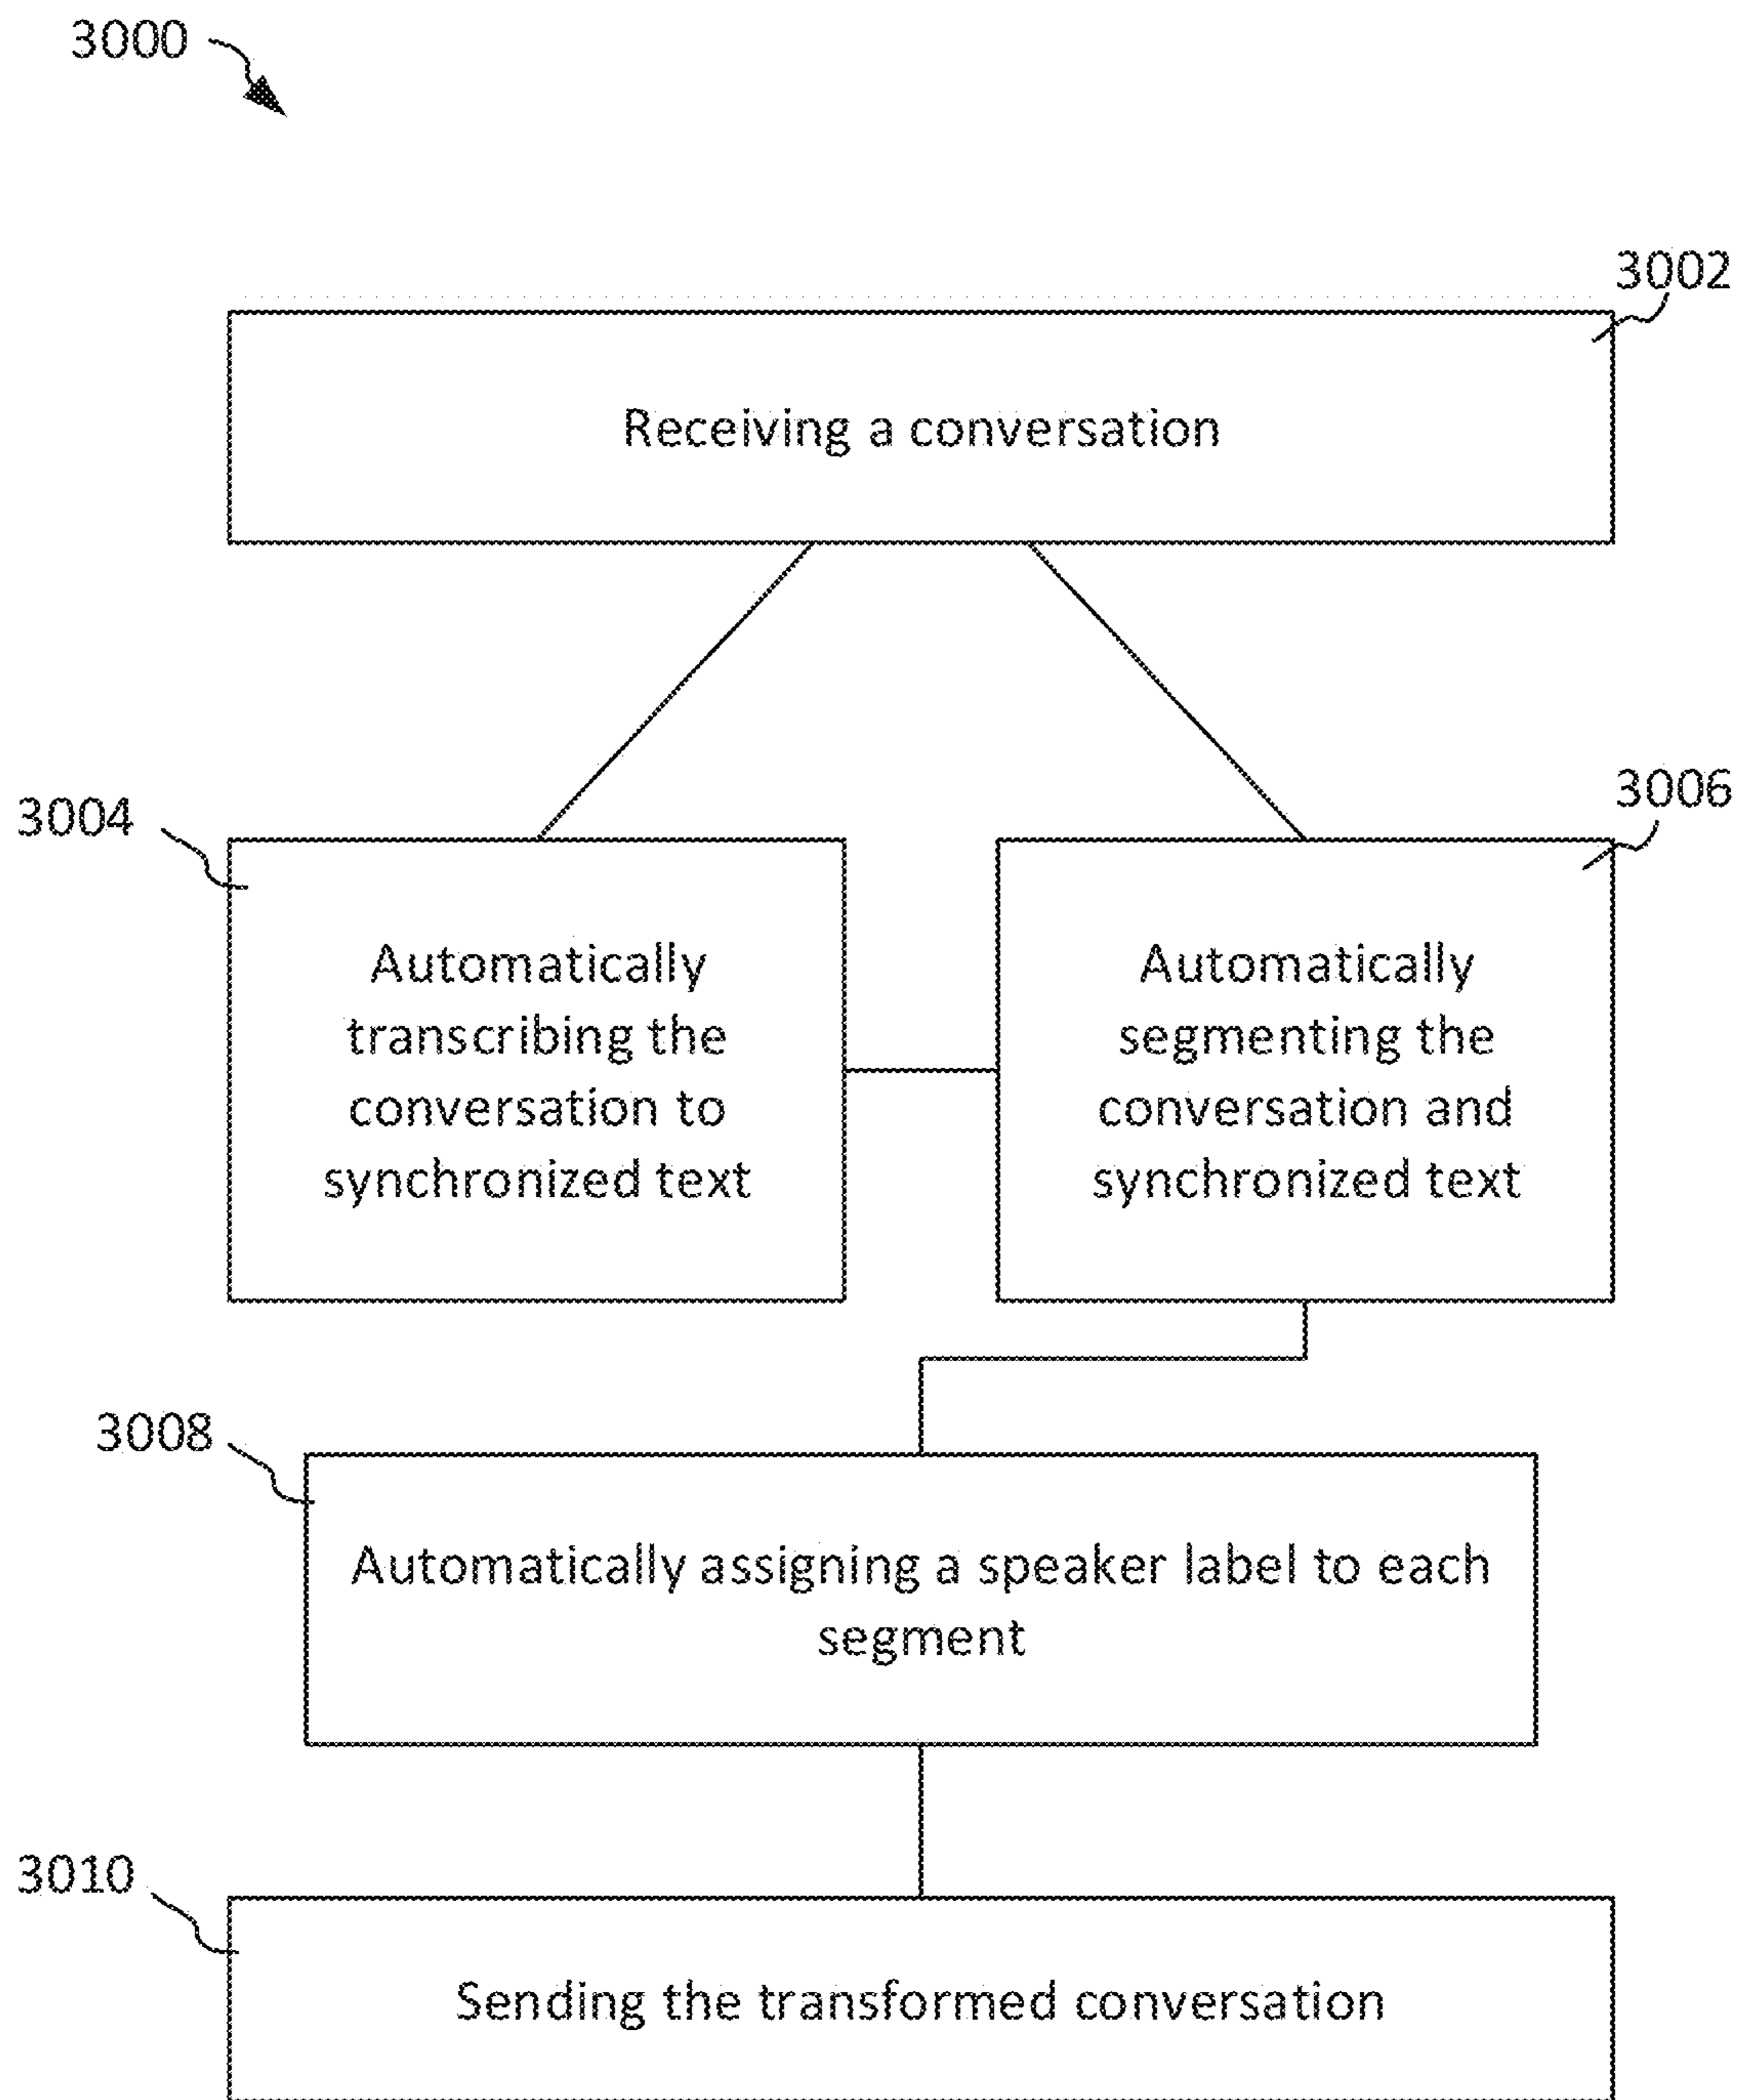 3000
3002
Receiving a conversation
3004
3006
Automatically
transcribing the
conversation to
synchronized text
Automatically
segmenting the
conversation and
synchronized text
3008
Automatically assigning a speaker label to each
segment
3010
Sending the transformed conversation